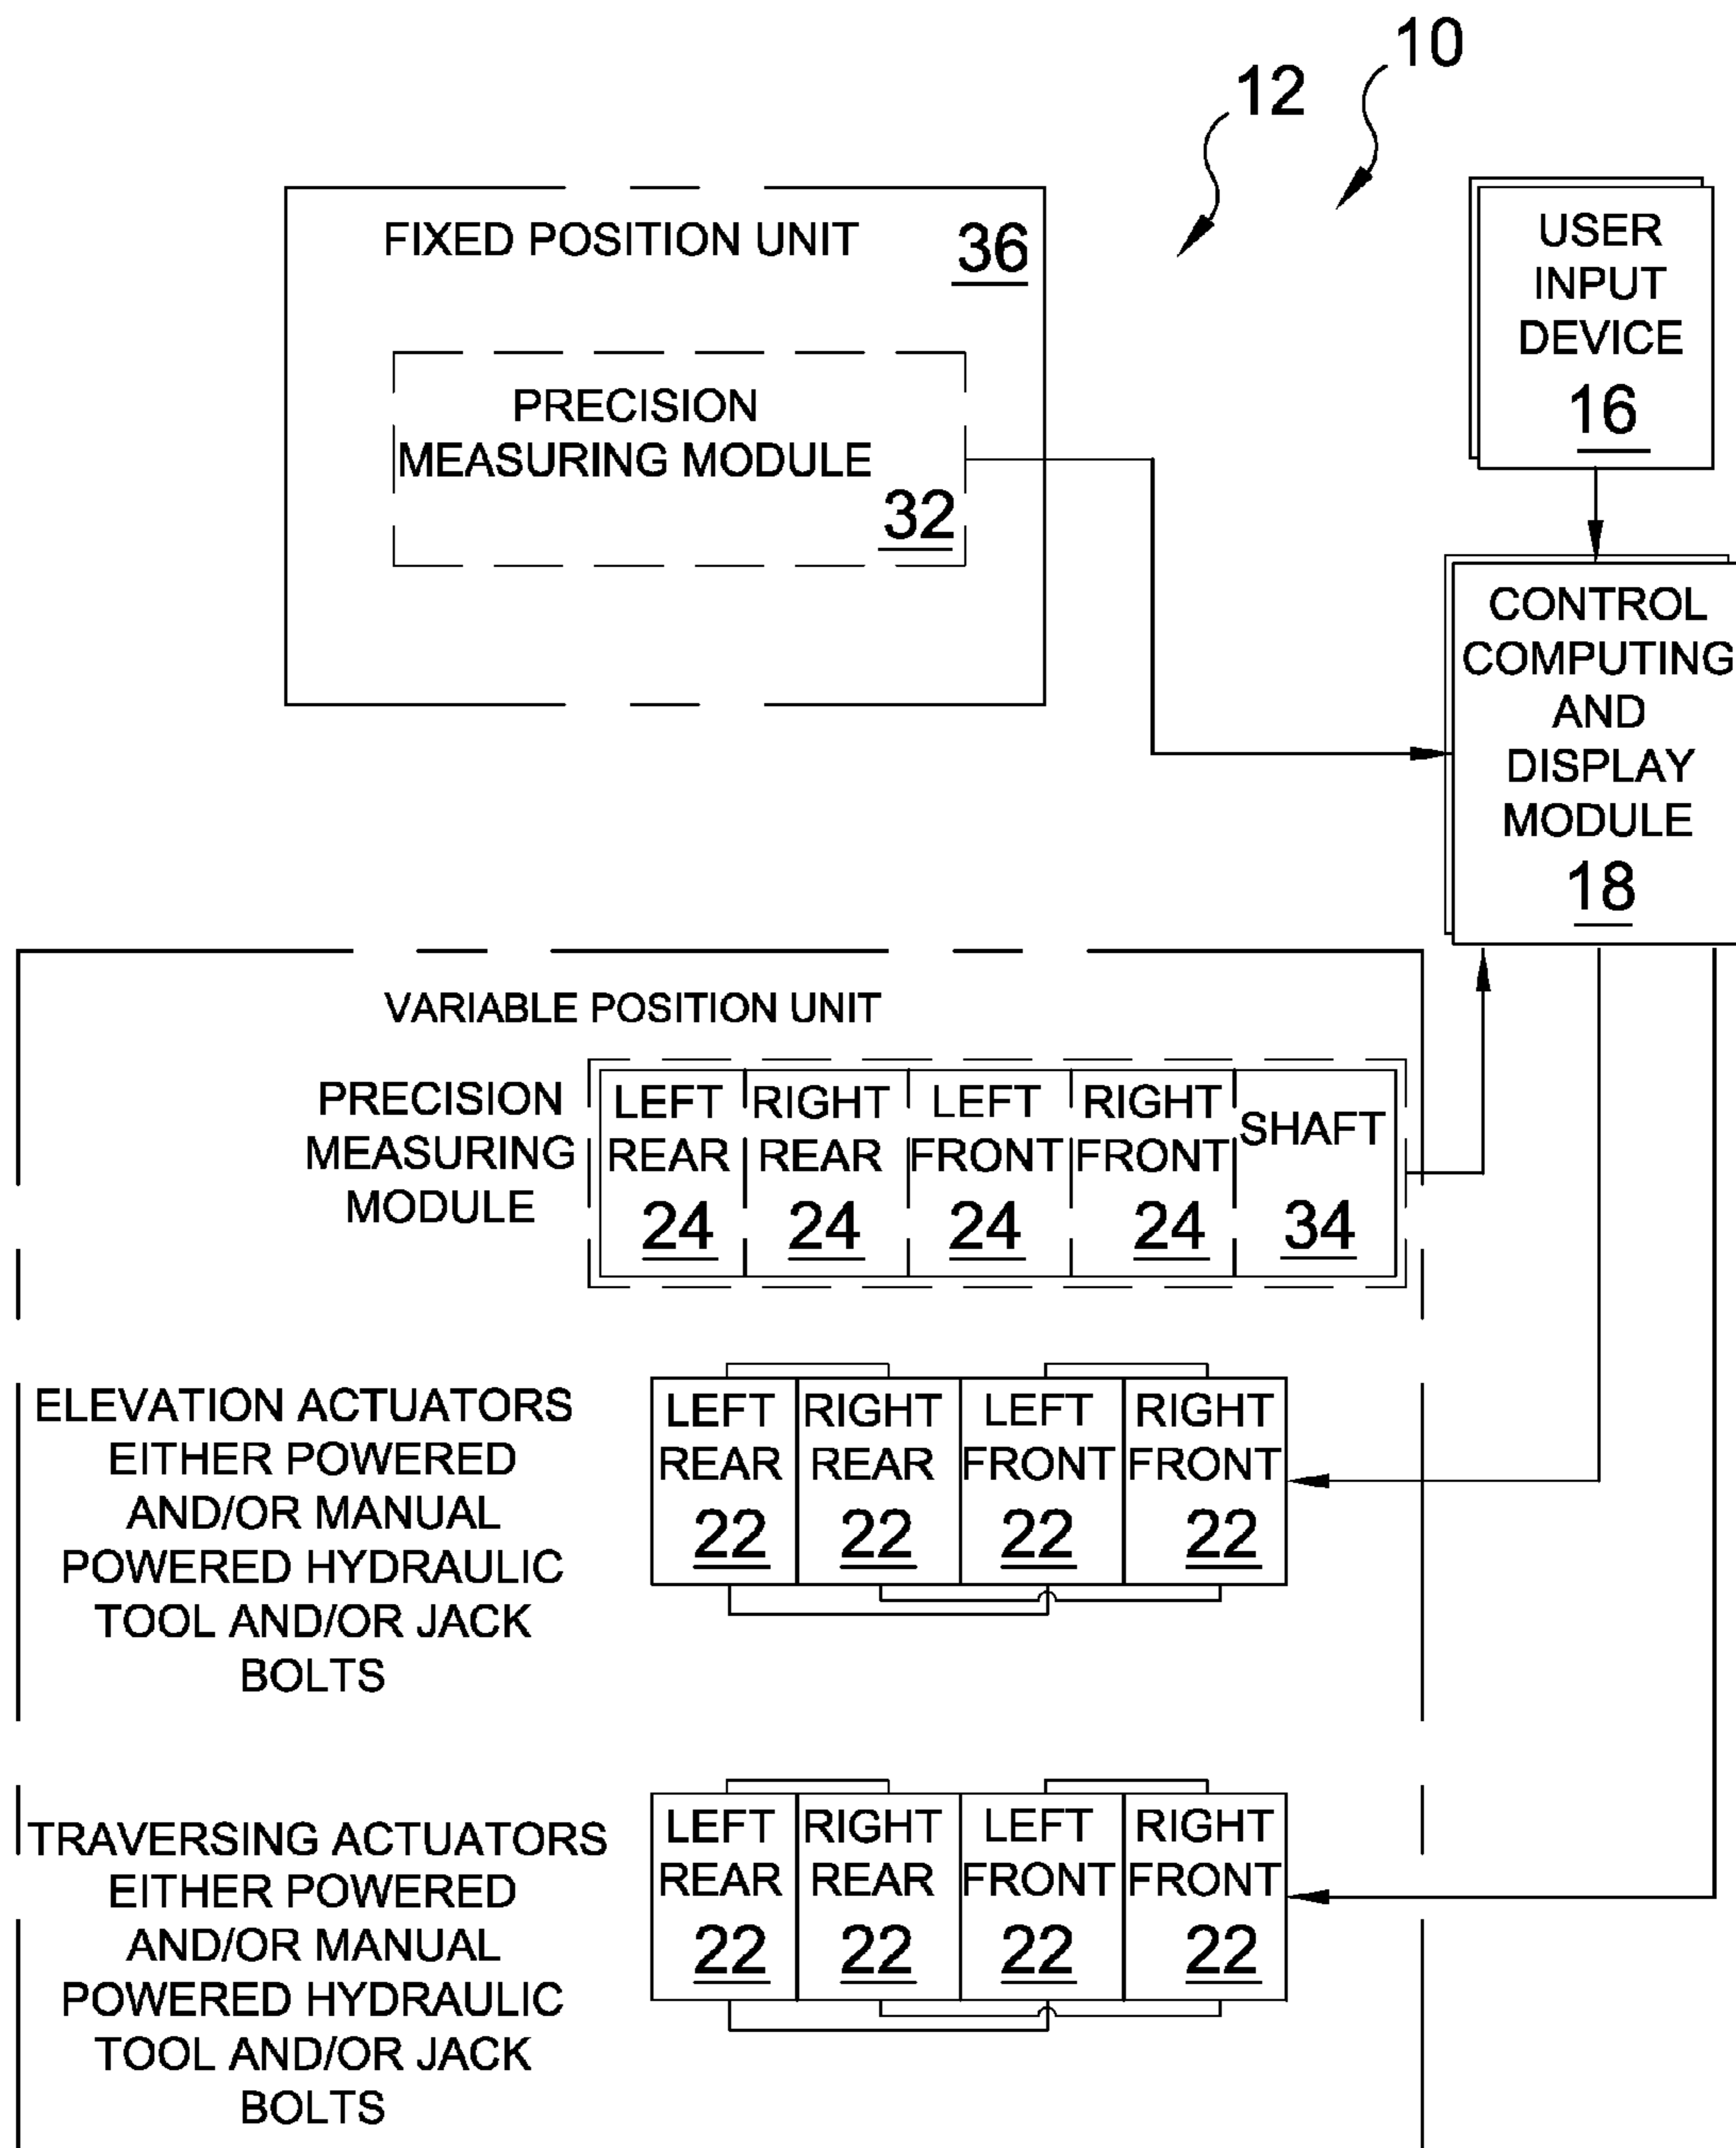 10
12
FIXED POSITION UNIT 36
PRECISION
MEASURING MODULE
32
USER
INPUT
DEVICE
16
CONTROL
COMPUTING
AND
DISPLAY
MODULE
18
VARIABLE POSITION UNIT
PRECISION
MEASURING
MODULE
LEFT
REAR
24
RIGHT
REAR
24
LEFT
FRONT
24
RIGHT
FRONT
24
SHAFT
34
ELEVATION ACTUATORS
EITHER POWERED
AND/OR MANUAL
POWERED HYDRAULIC
TOOL AND/OR JACK
BOLTS
LEFT
REAR
22
RIGHT
REAR
22
LEFT
FRONT
22
RIGHT
FRONT
22
TRAVERSING ACTUATORS
EITHER POWERED
AND/OR MANUAL
POWERED HYDRAULIC
TOOL AND/OR JACK
BOLTS
LEFT
REAR
22
RIGHT
REAR
22
LEFT
FRONT
22
RIGHT
FRONT
22